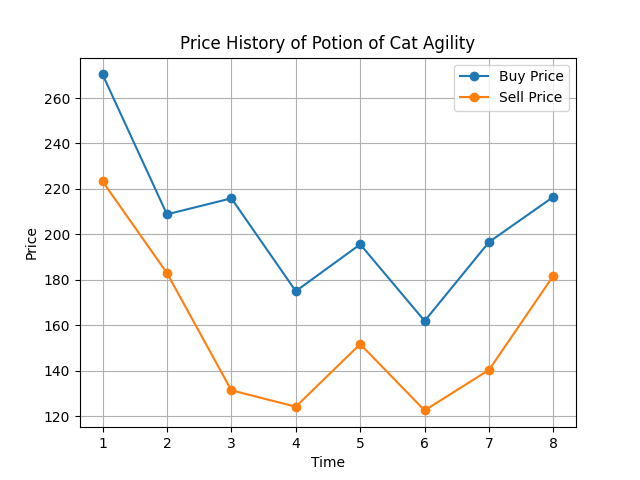 Price History of Potion of Cat Agility
Buy Price
Sell Price
260
240
220
200
180
160
140
120
Price
1 2 3 4 5 6 7 8
Time